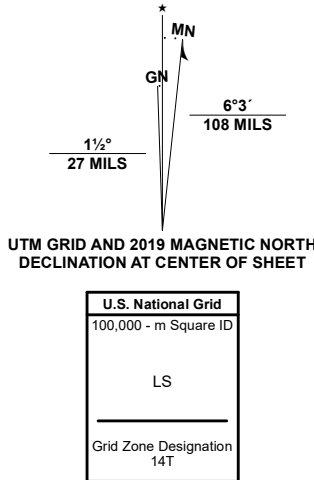 ★
MN
GN
6°3´
108 MILS
1½°
27 MILS
UTM GRID AND 2019 MAGNETIC NORTH
DECLINATION AT CENTER OF SHEET
U.S. National Grid
100,000 - m Square ID
LS
Grid Zone Designation
14T